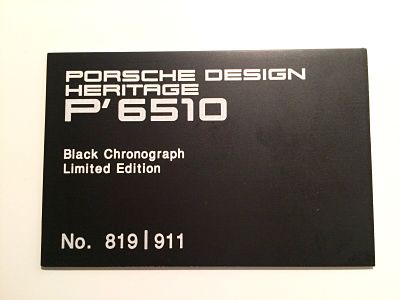 PORSCHE DESIGN
HERITAGE
P'6510
Black Chronograph
Limited Edition
No. 819|911